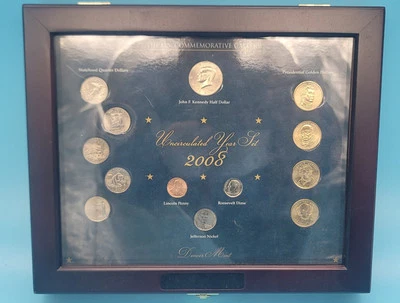 COMMEMORATIVE
Statehood Quarter Dollars
Presidential Golden
John F. Kennedy Half Dollar
Uncirculated Year Set
2008
Lincoln Penny
Roosevelt Dime
Jefferson Nickel
Denver Mint